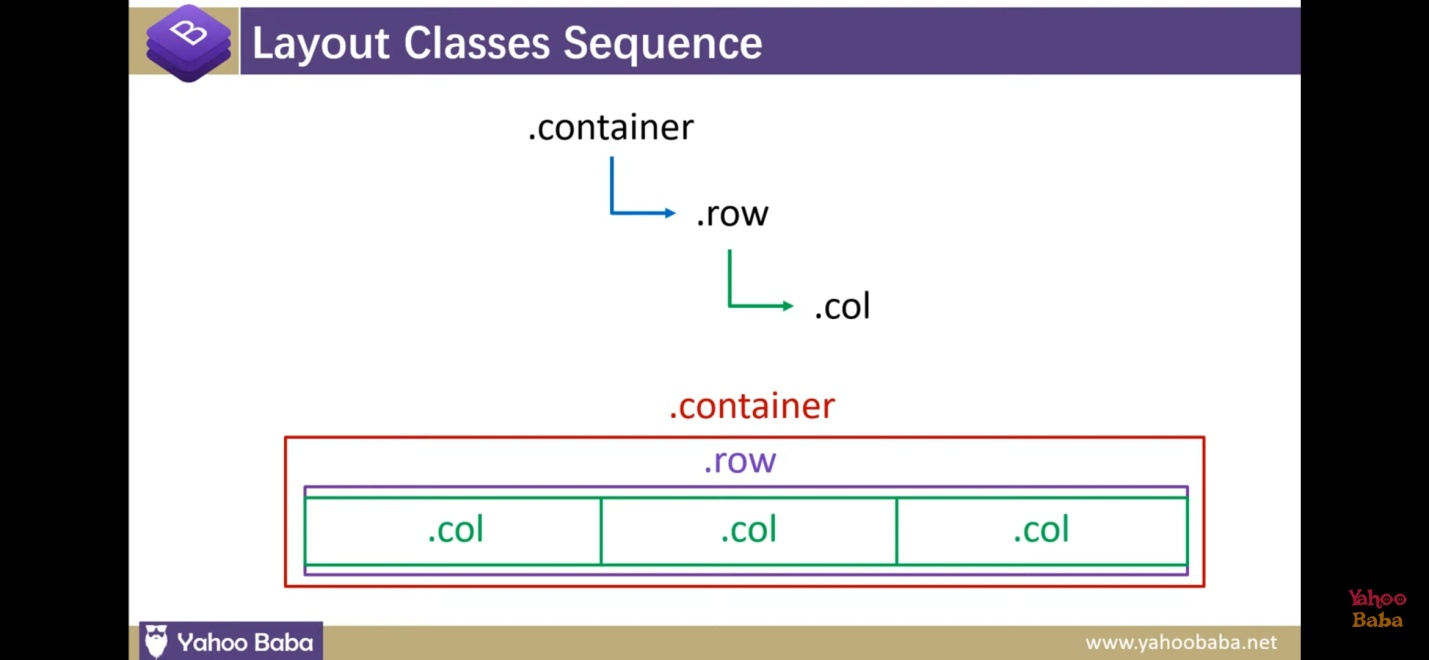 B
Layout Classes Sequence
.container
.row
.col
.container
.row
.col .col .col
Yahoo
Baba
Yahoo Baba
www.yahoobaba.net